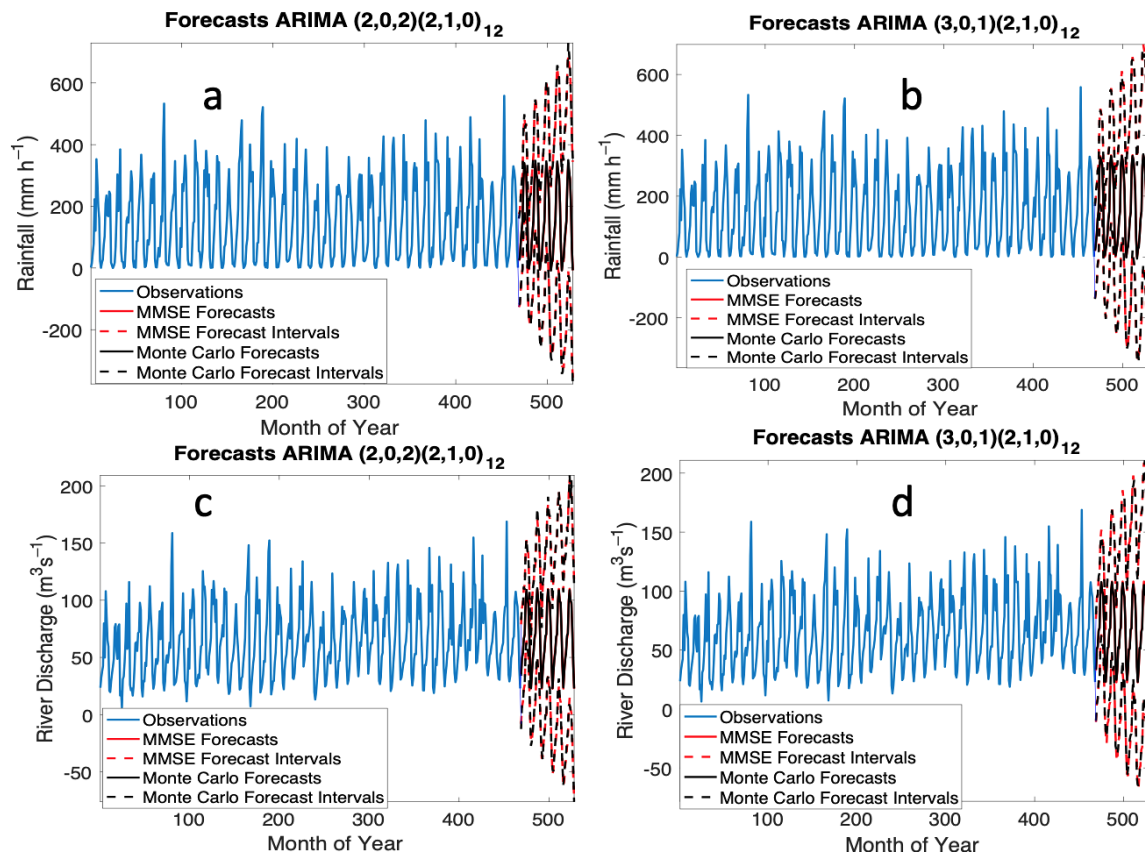 Forecasts ARIMA (2,0,2)(2,1,0)12
a
Rainfall (mm h−1)
600
400
200
0
-200
Observations
MMSE Forecasts
MMSE Forecast Intervals
Monte Carlo Forecasts
Monte Carlo Forecast Intervals
100 200 300 400 500
Month of Year
Forecasts ARIMA (3,0,1)(2,1,0)12
b
Rainfall (mm h−1)
600
400
200
0
-200
Observations
MMSE Forecasts
MMSE Forecast Intervals
Monte Carlo Forecasts
Monte Carlo Forecast Intervals
100 200 300 400 500
Month of Year
Forecasts ARIMA (2,0,2)(2,1,0)12
c
River Discharge (m3s−1)
200
150
100
50
0
-50
Observations
MMSE Forecasts
MMSE Forecast Intervals
Monte Carlo Forecasts
Monte Carlo Forecast Intervals
100 200 300 400 500
Month of Year
Forecasts ARIMA (3,0,1)(2,1,0)12
d
River Discharge (m3s−1)
200
150
100
50
0
-50
Observations
MMSE Forecasts
MMSE Forecast Intervals
Monte Carlo Forecasts
Monte Carlo Forecast Intervals
100 200 300 400 500
Month of Year